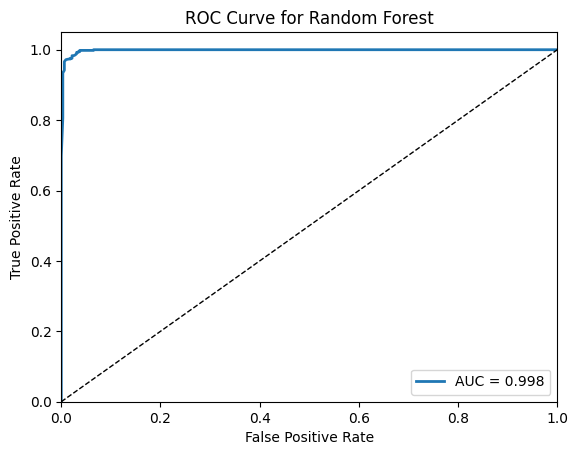 ROC Curve for Random Forest
True Positive Rate
1.0
0.8
0.6
0.4
0.2
0.0
0.0 0.2 0.4 0.6 0.8 1.0
False Positive Rate
AUC = 0.998